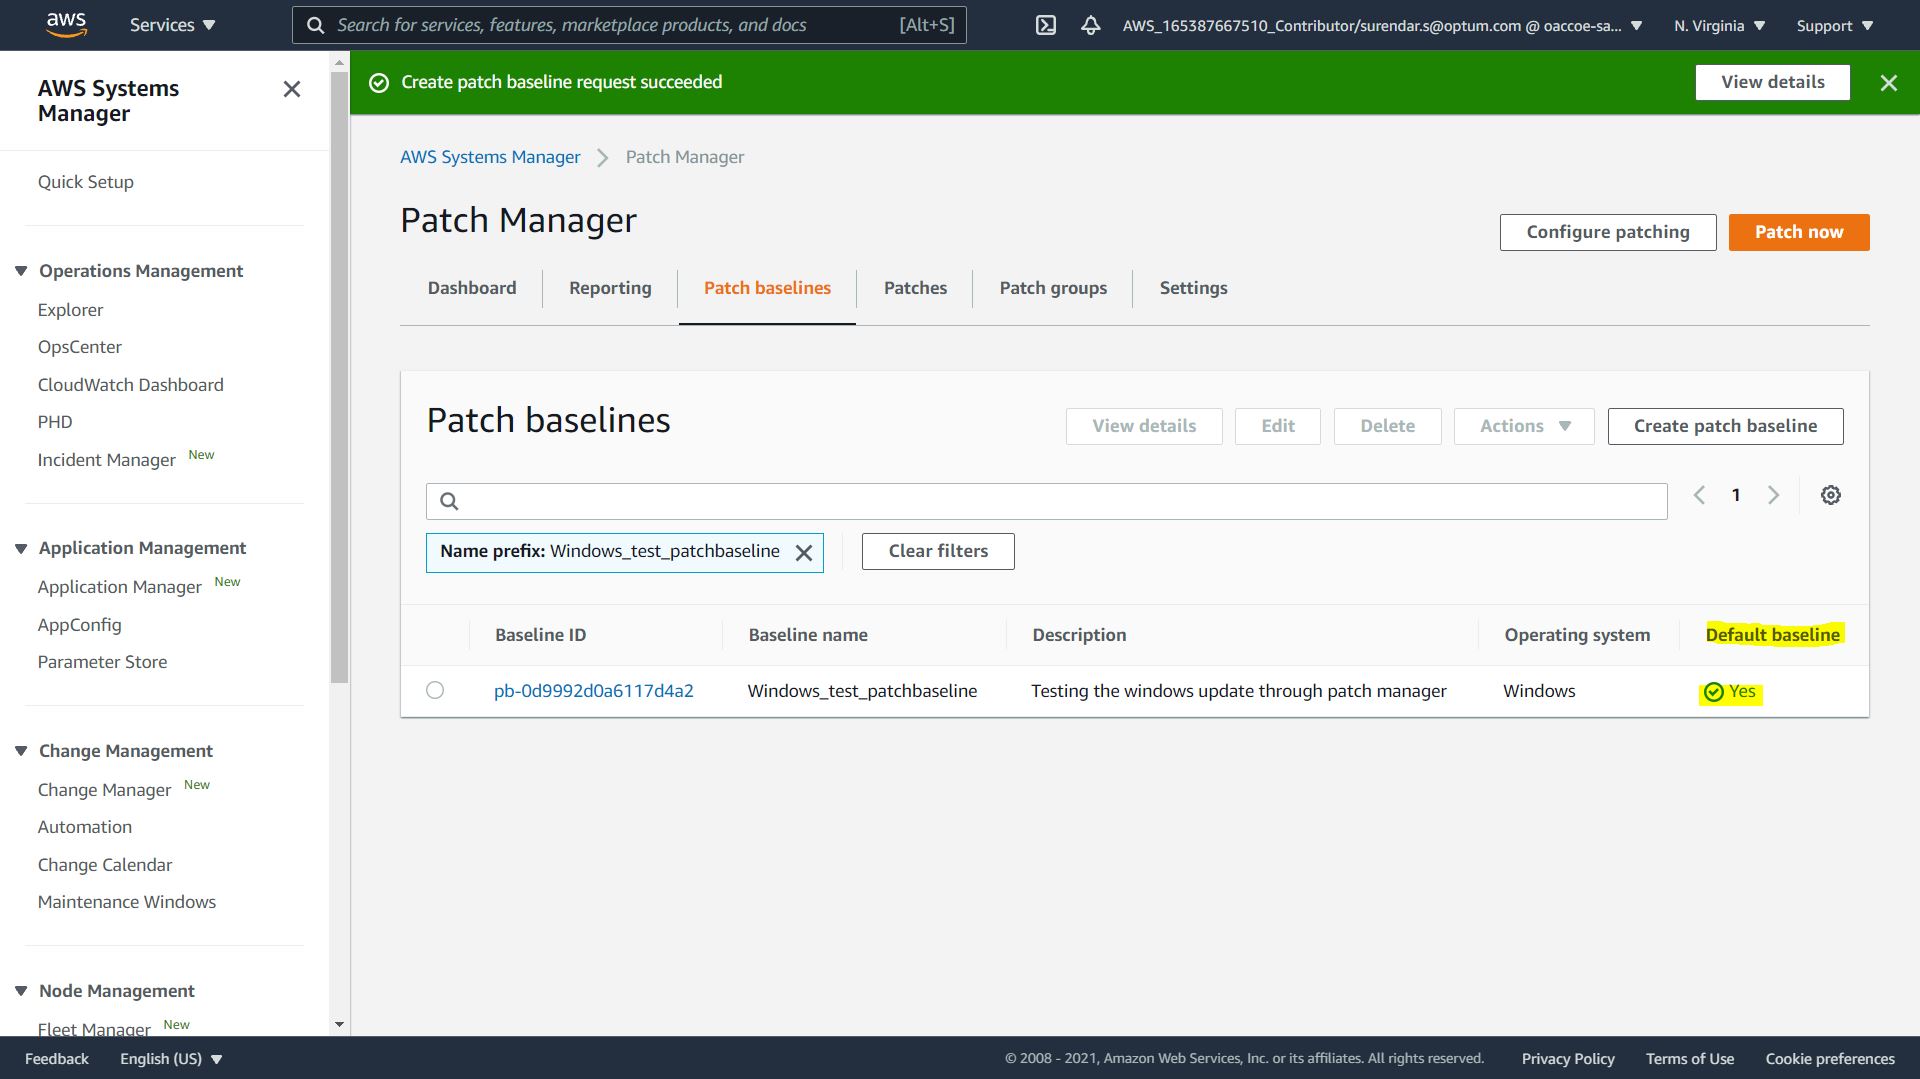 aws
Services
Search for services, features, marketplace products, and docs
[Alt+S]
AWS_165387667510_Contributor/surendar.s@optum.com @ oaccoe-sa...
N. Virginia
Support
AWS Systems
Manager
Quick Setup
Operations Management
Explorer
OpsCenter
CloudWatch Dashboard
PHD
Incident Manager New
Application Management
Application Manager New
AppConfig
Parameter Store
Change Management
Change Manager New
Automation
Change Calendar
Maintenance Windows
Node Management
Fleet Manager New
Create patch baseline request succeeded
View details
AWS Systems Manager
Patch Manager
Patch Manager
Configure patching
Patch now
Dashboard
Reporting
Patch baselines
Patches
Patch groups
Settings
Patch baselines
View details
Edit
Delete
Actions
Create patch baseline
1
Name prefix: Windows_test_patchbaseline
Clear filters
Baseline ID
Baseline name
Description
Operating system
Default baseline
pb-0d9992d0a6117d4a2
Windows_test_patchbaseline
Testing the windows update through patch manager
Windows
Yes
Feedback
English (US)
© 2008 - 2021, Amazon Web Services, Inc. or its affiliates. All rights reserved.
Privacy Policy
Terms of Use
Cookie preferences